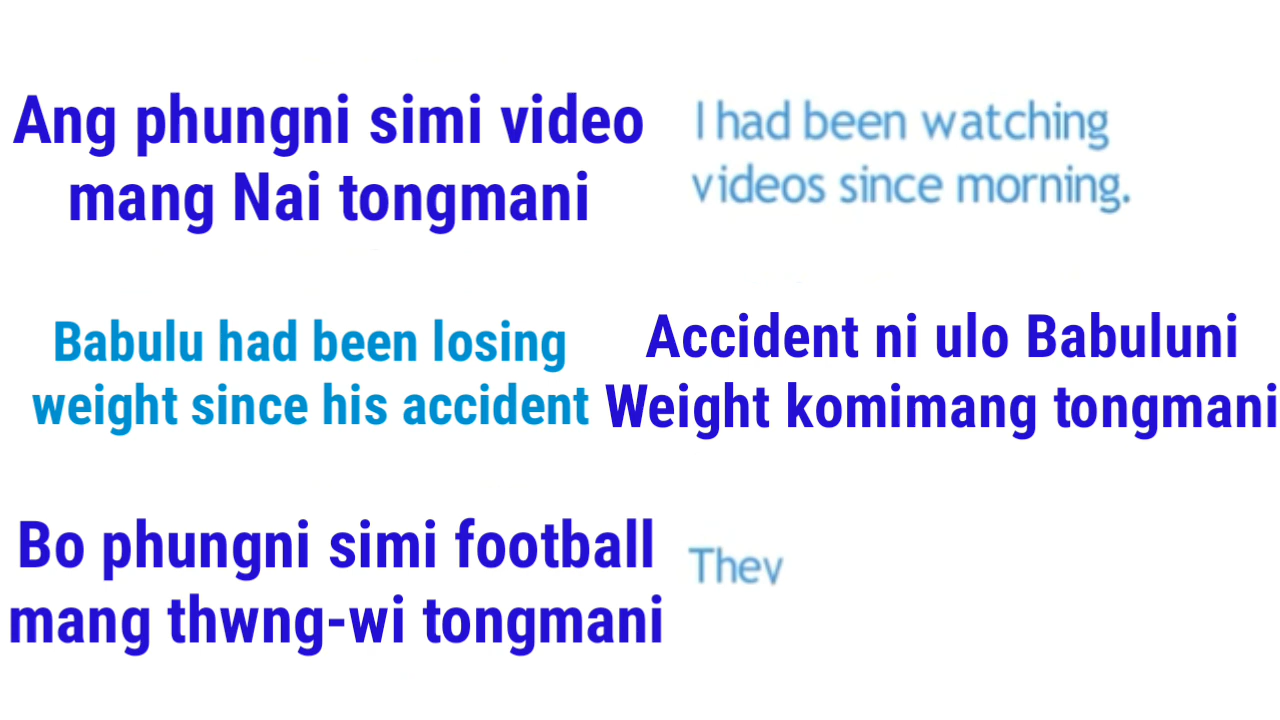 Ang phungni simi video
mang Nai tongmani
I had been watching
videos since morning.
Babulu had been losing
weight since his accident
Accident ni ulo Babuluni
Weight komimang tongmani
Bo phungni simi football
mang thwng-wi tongmani
Thev